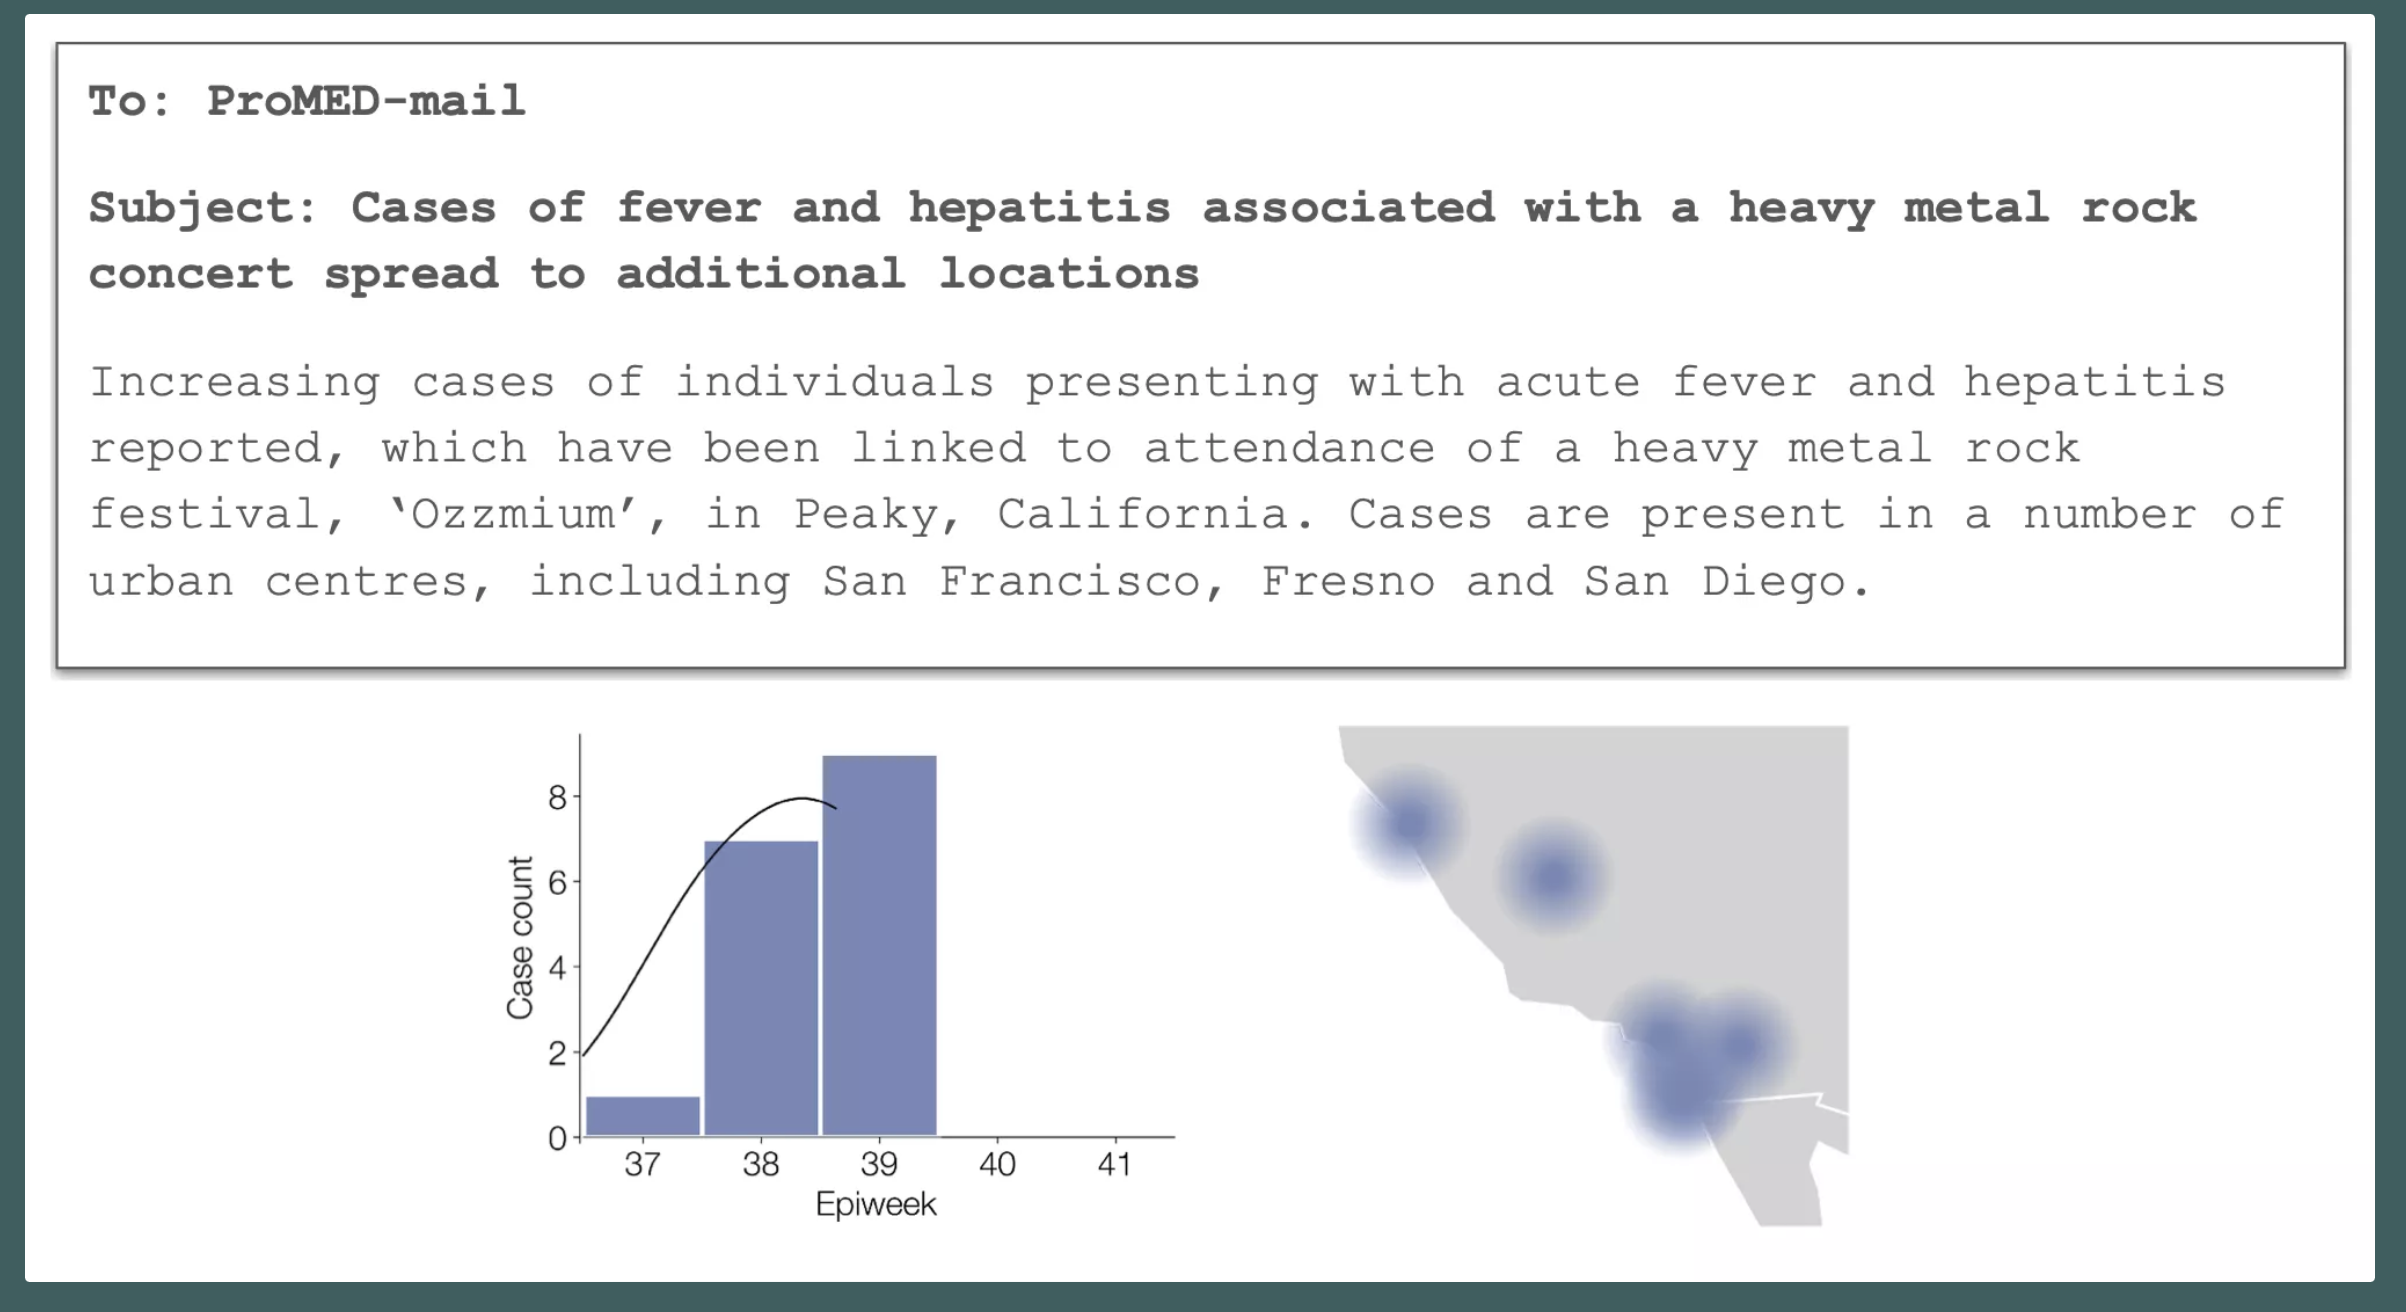 To: ProMED-mail
Subject: Cases of fever and hepatitis associated with a heavy metal rock
concert spread to additional locations
Increasing cases of individuals presenting with acute fever and hepatitis
reported, which have been linked to attendance of a heavy metal rock
festival, ‛Ozzmium’, in Peaky, California. Cases are present in a number of
urban centres, including San Francisco, Fresno and San Diego.
Case count
8
6
4
2
0
37 38 39 40 41
Epiweek